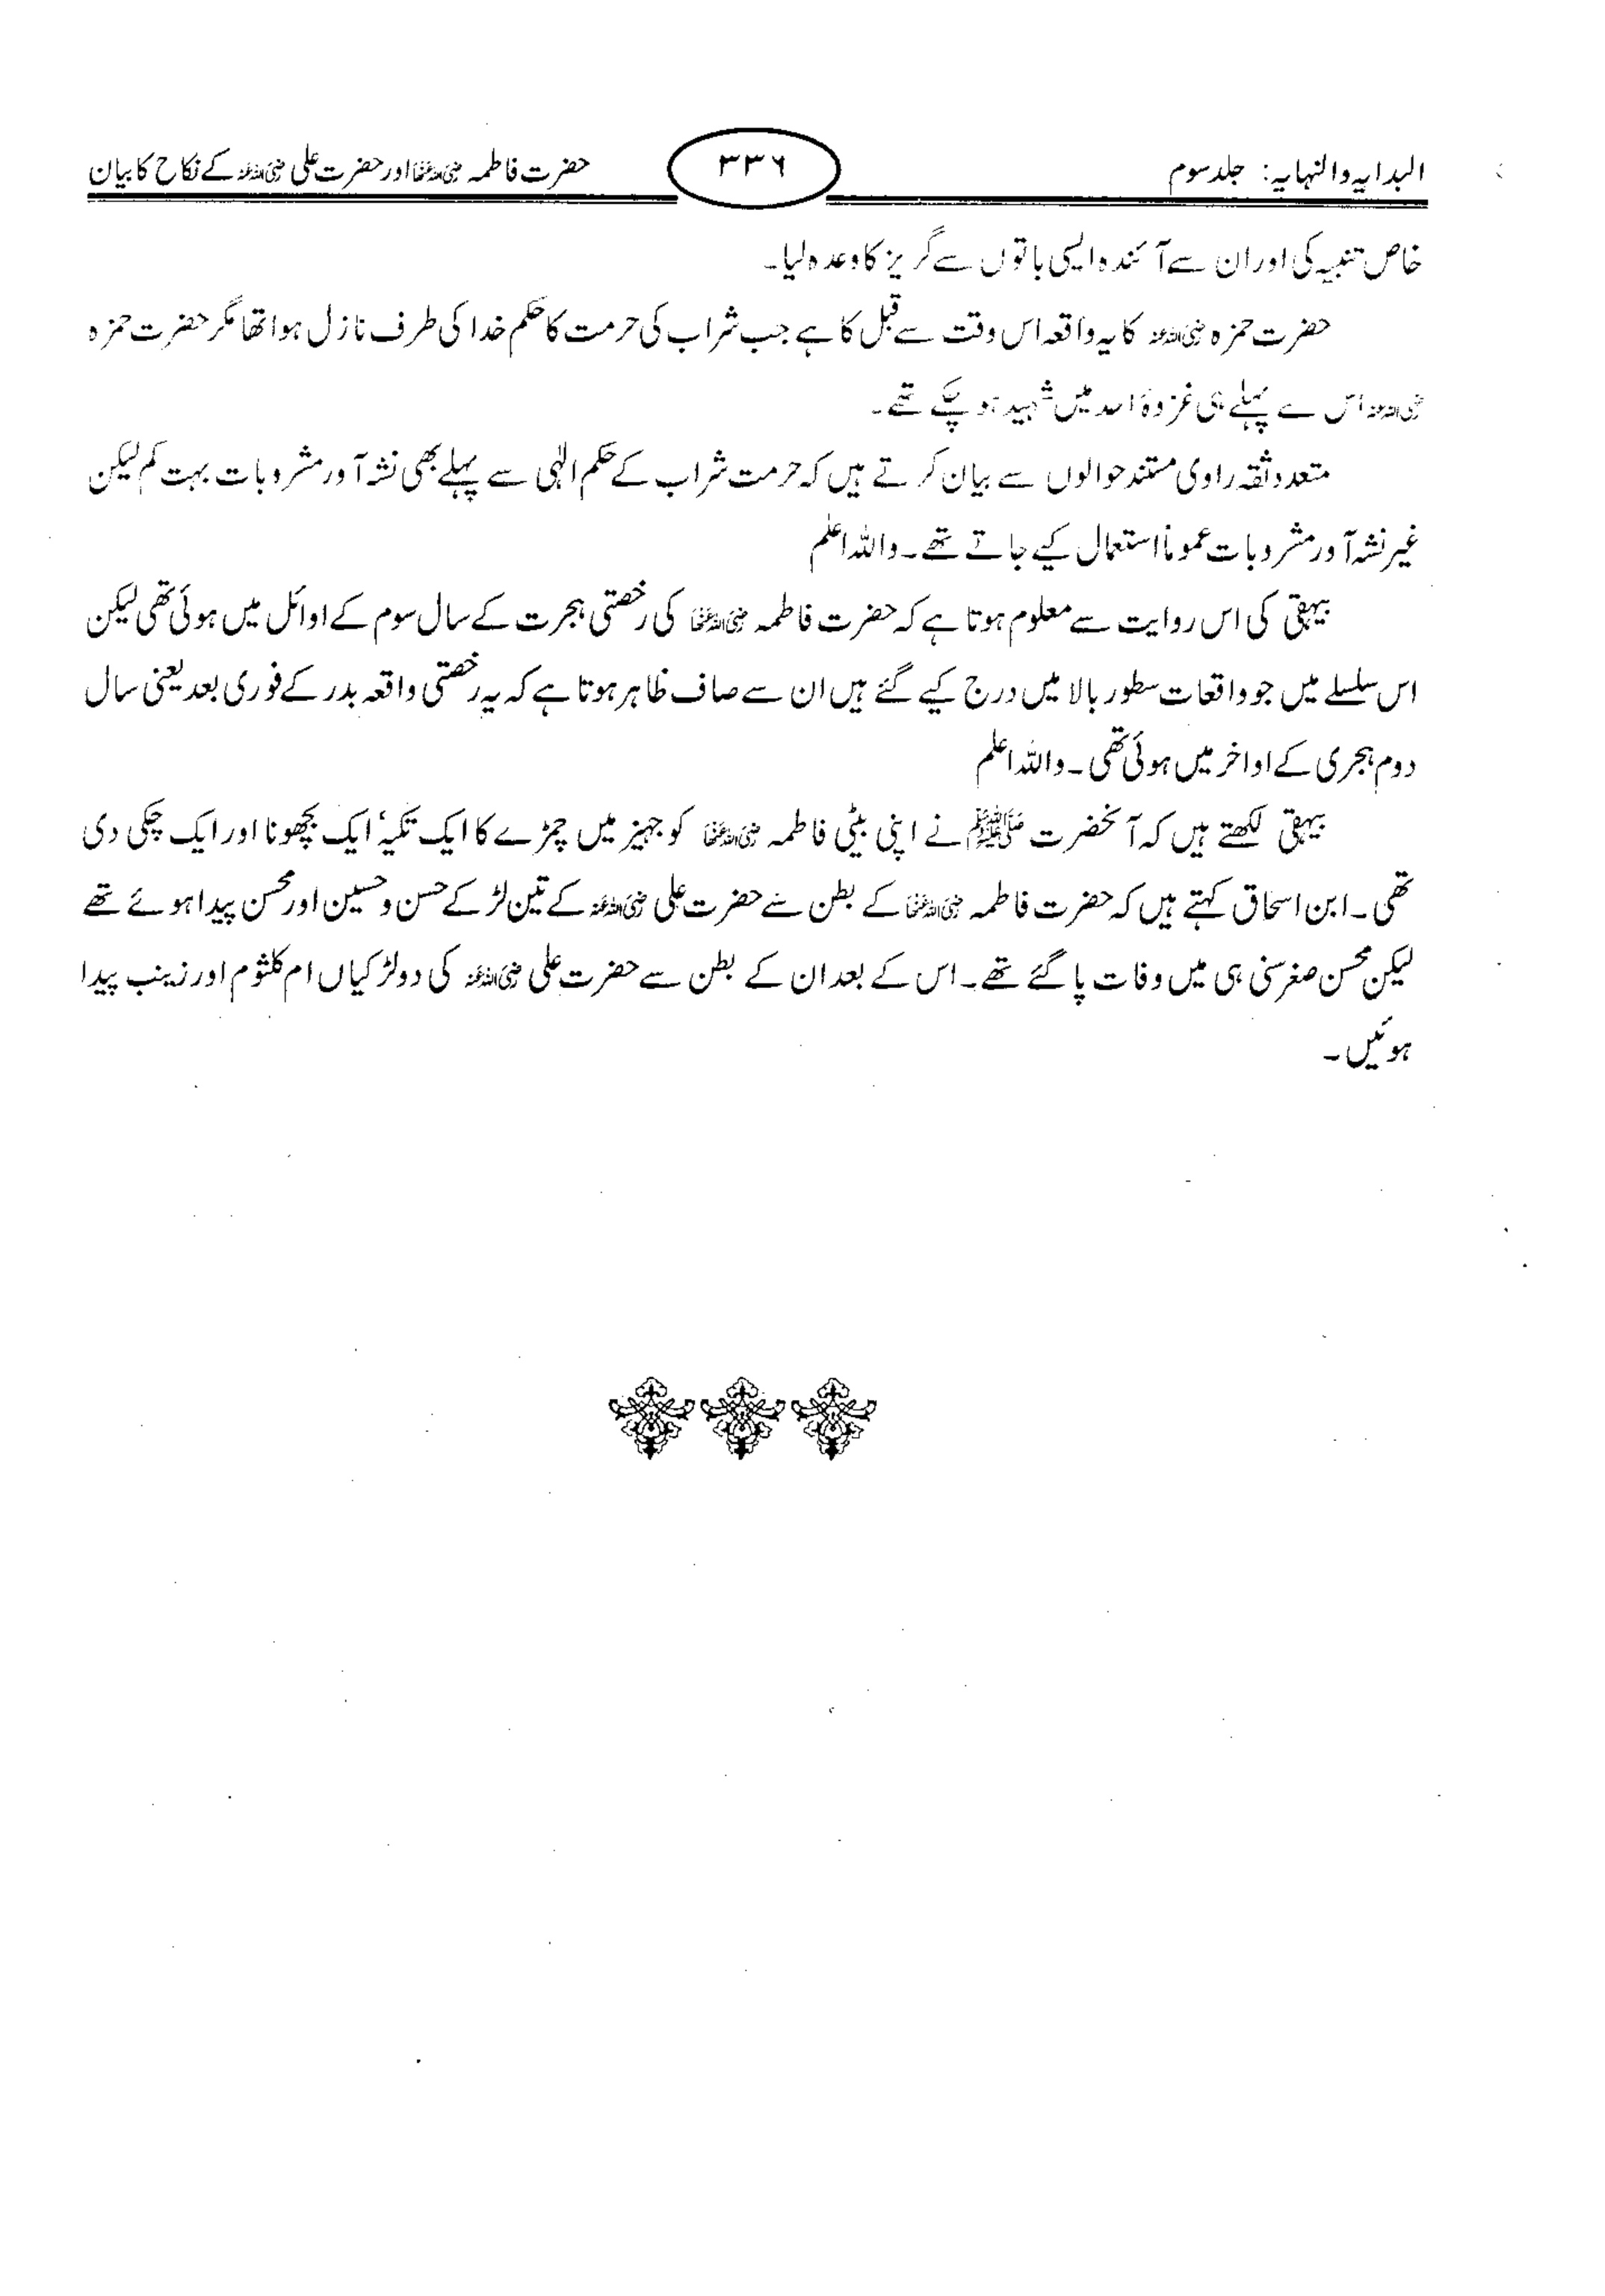 البدایہ والنہایہ: جلد سوم
۳۳۶
حضرت فاطمہ رضی اللہ عنہا اور حضرت علی رضی اللہ عنہ کے نکاح کا بیان
خاص تنبیہ کی اور ان سے آئندہ ایسی باتوں سے گریز کا وعدہ لیا۔
حضرت حمزہ رضی اللہ عنہ کا یہ واقعہ اس وقت سے قبل کا ہے جب شراب کی حرمت کا حکم خدا کی طرف نازل ہوا تھا مگر حضرت حمزہ
رضی اللہ عنہ اس سے پہلے ہی غزوۂ احد میں شہید ہو چکے تھے۔
متعدد ثقہ راوی مستند حوالوں سے بیان کرتے ہیں کہ حرمت شراب کے حکم الٰہی سے پہلے بھی نشہ آور مشروبات بہت کم لیکن
غیر نشہ آور مشروبات عموماً استعمال کیے جاتے تھے۔ واللہ اعلم
بیہقی کی اس روایت سے معلوم ہوتا ہے کہ حضرت فاطمہ رضی اللہ عنہا کی رخصتی ہجرت کے سال سوم کے اوائل میں ہوئی تھی لیکن
اس سلسلے میں جو واقعات سطور بالا میں درج کیے گئے ہیں ان سے صاف ظاہر ہوتا ہے کہ یہ رخصتی واقعہ بدر کے فوری بعد یعنی سال
دوم ہجری کے اواخر میں ہوئی تھی۔ واللہ اعلم
بیہقی لکھتے ہیں کہ آنحضرت ﷺ نے اپنی بیٹی فاطمہ رضی اللہ عنہا کو جہیز میں چمڑے کا ایک تکیہ' ایک بچھونا اور ایک چکی دی
تھی۔ ابن اسحاق کہتے ہیں کہ حضرت فاطمہ رضی اللہ عنہا کے بطن سے حضرت علی رضی اللہ عنہ کے تین لڑکے حسن و حسین اور محسن پیدا ہوئے تھے
لیکن محسن صغرسنی ہی میں وفات پا گئے تھے۔ اس کے بعد ان کے بطن سے حضرت علی رضی اللہ عنہ کی دو لڑکیاں ام کلثوم اور زینب پیدا
ہوئیں۔